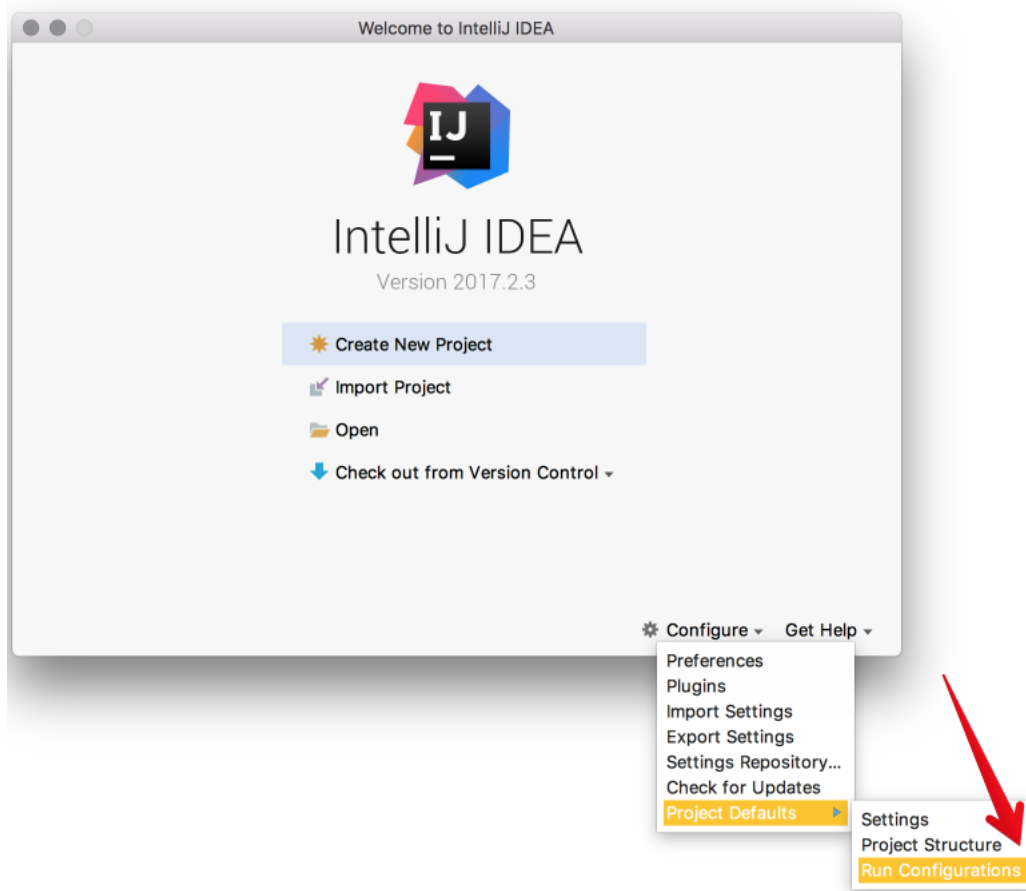 Welcome to IntelliJ IDEA
IJ
IntelliJ IDEA
Version 2017.2.3
Create New Project
Import Project
Open
Check out from Version Control
Configure Get Help
Preferences
Plugins
Import Settings
Export Settings
Settings Repository...
Check for Updates
Project Defaults
Settings
Project Structure
Run Configurations